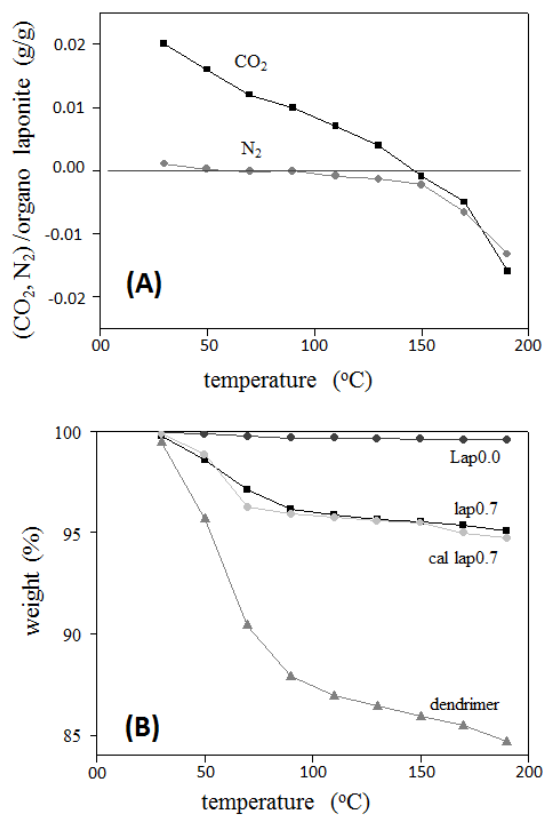 (A)
(CO₂, N₂) /organo laponite (g/g)
0.02
0.01
0.00
-0.01
-0.02
CO₂
N₂
00 50 100 150 200
temperature (°C)
(B)
weight (%)
100
95
90
85
Lap0.0
lap0.7
cal lap0.7
dendrimer
00 50 100 150 200
temperature (°C)